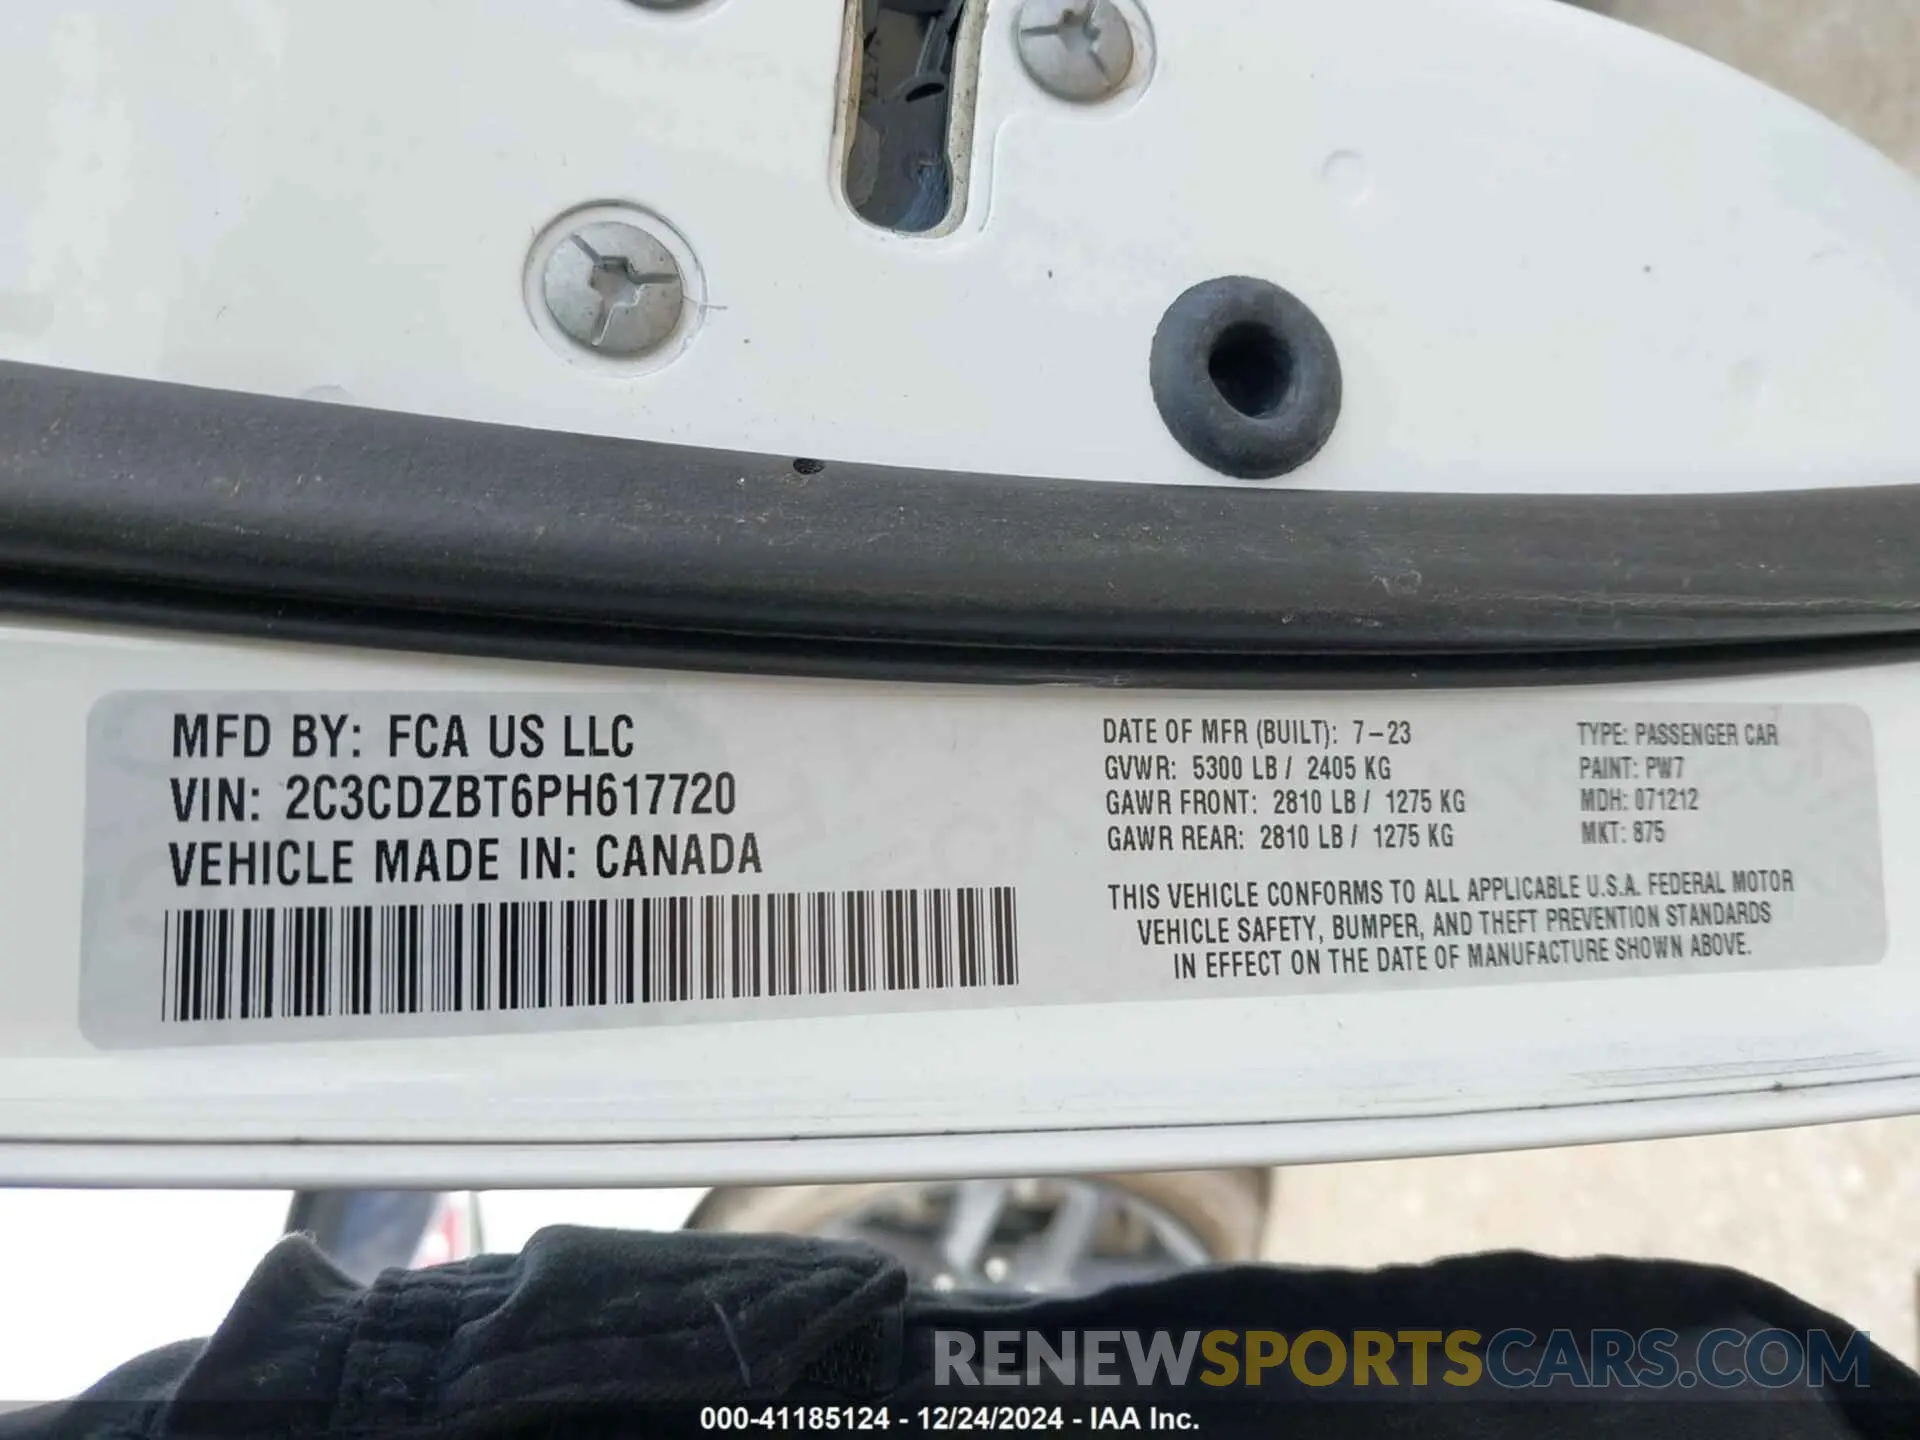 MFD BY: FCA US LLC
VIN: 2C3CDZBT6PH617720
VEHICLE MADE IN: CANADA
DATE OF MFR (BUILT): 7-23
GVWR: 5300 LB / 2405 KG
GAWR FRONT: 2810 LB / 1275 KG
GAWR REAR: 2810 LB / 1275 KG
TYPE: PASSENGER CAR
PAINT: PW7
MDH: 071212
MKT: 875
THIS VEHICLE CONFORMS TO ALL APPLICABLE U.S.A. FEDERAL MOTOR
VEHICLE SAFETY, BUMPER, AND THEFT PREVENTION STANDARDS
IN EFFECT ON THE DATE OF MANUFACTURE SHOWN ABOVE.
RENEWSPORTSCARS.COM
000-41185124 - 12/24/2024 - IAA Inc.